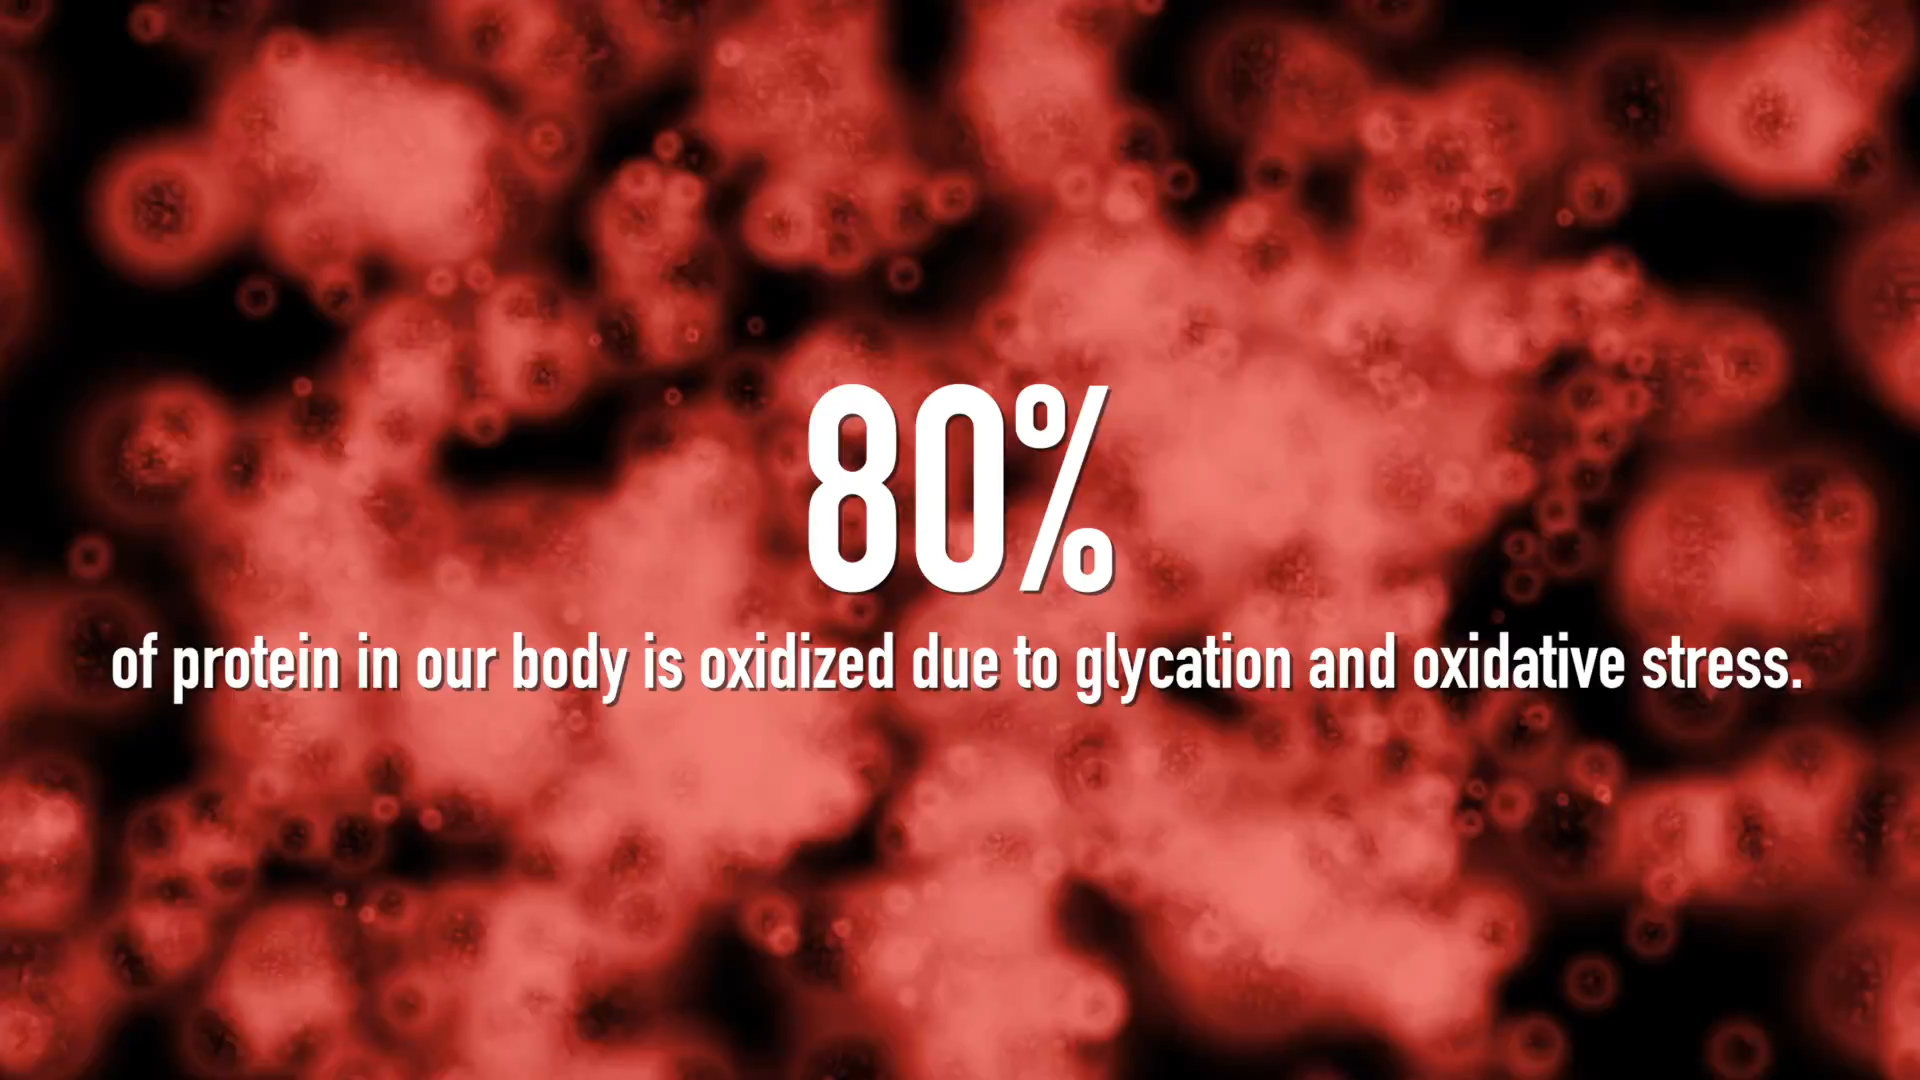 80%
of protein in our body is oxidized due to glycation and oxidative stress.